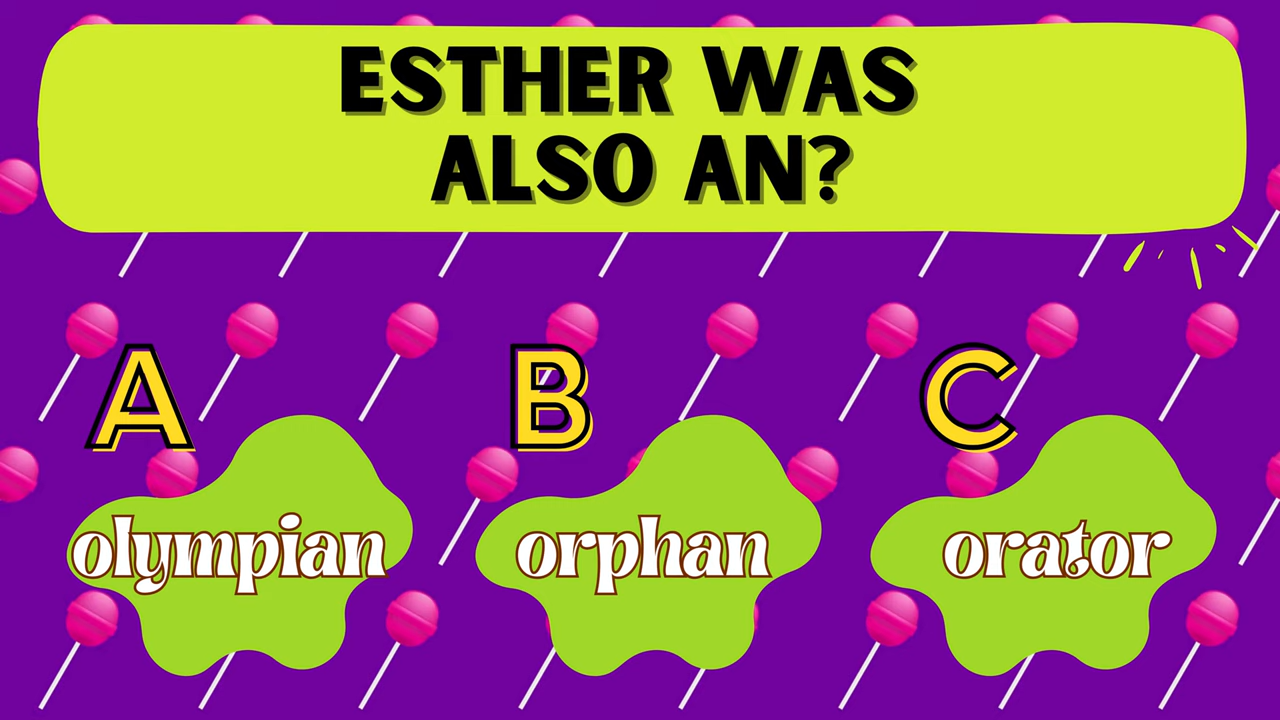 ESTHER WAS
ALSO AN?
A
B
C
olympian
orphan
orator